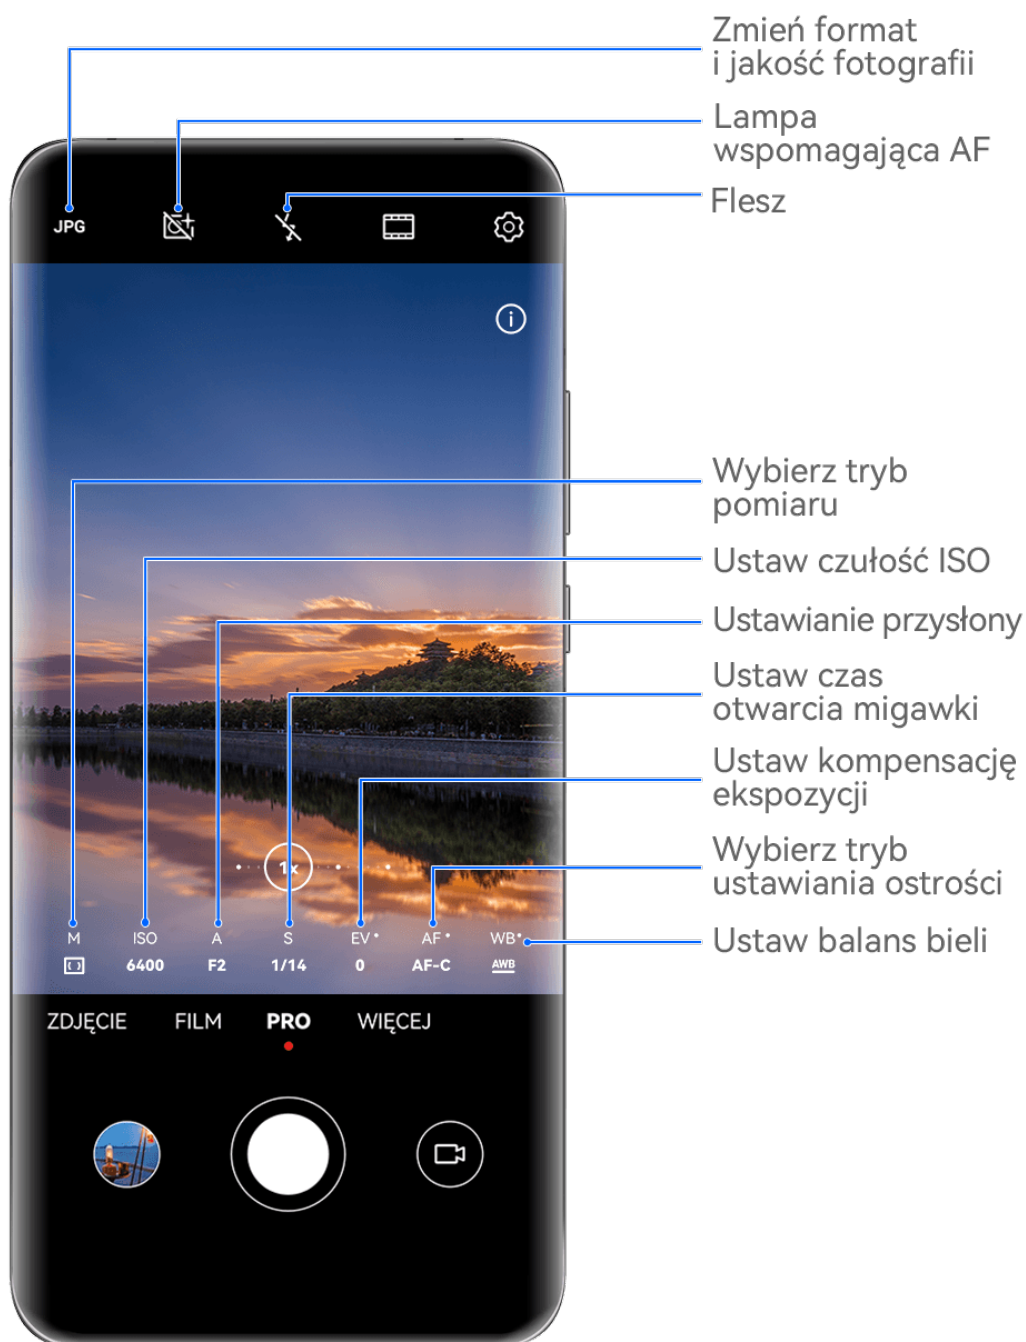 Zmień format
i jakość fotografii
Lampa
wspomagająca AF
Flesz
JPG
Wybierz tryb
pomiaru
Ustaw czułość ISO
Ustawianie przysłony
Ustaw czas
otwarcia migawki
Ustaw kompensację
ekspozycji
Wybierz tryb
ustawiania ostrości
Ustaw balans bieli
1x
M ISO A S EV AF WB
6400 F2 1/14 0 AF-C AWB
ZDJĘCIE FILM PRO WIĘCEJ